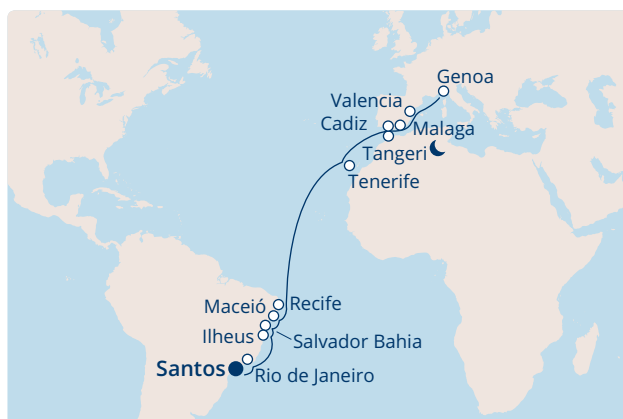 Genoa
Valencia
Cadiz
Malaga
Tangeri
Tenerife
Maceió
Recife
Ilheus
Salvador Bahia
Santos
Rio de Janeiro